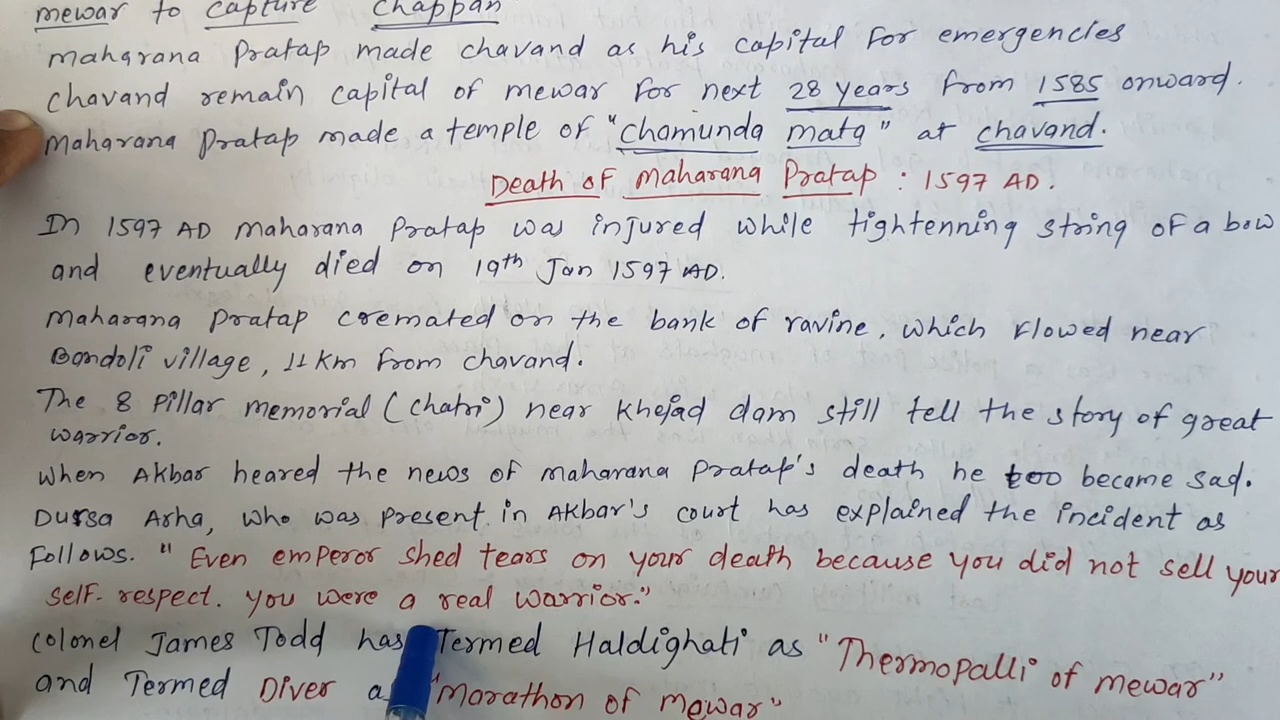 mewar to capture chappan
Maharana Pratap made chavand as his capital for emergencies
chavand remain capital of mewar for next 28 years from 1585 onward.
Maharana Pratap made a temple of "Chamunda mata" at chavand.
Death of Maharana Pratap : 1597 AD.
In 1597 AD Maharana Pratap was injured while tightenning string of a bow
and eventually died on 19th Jan 1597 AD.
Maharana Pratap cremated on the bank of ravine, which flowed near
Bandoli village, 11 km from chavand.
The 8 Pillar memorial (chatri) near Khejad dam still tell the story of great
warrior.
When Akbar heared the news of maharana Pratap's death he too became sad.
Dursa Arha, who was present in Akbar's court has explained the incident as
follows. " Even emperor shed tears on your death because you did not sell your
self-respect. you were a real warrior."
Colonel James Todd has Termed Haldighati as "Thermopalli of mewar"
and Termed Diver a "Marathon of mewar"